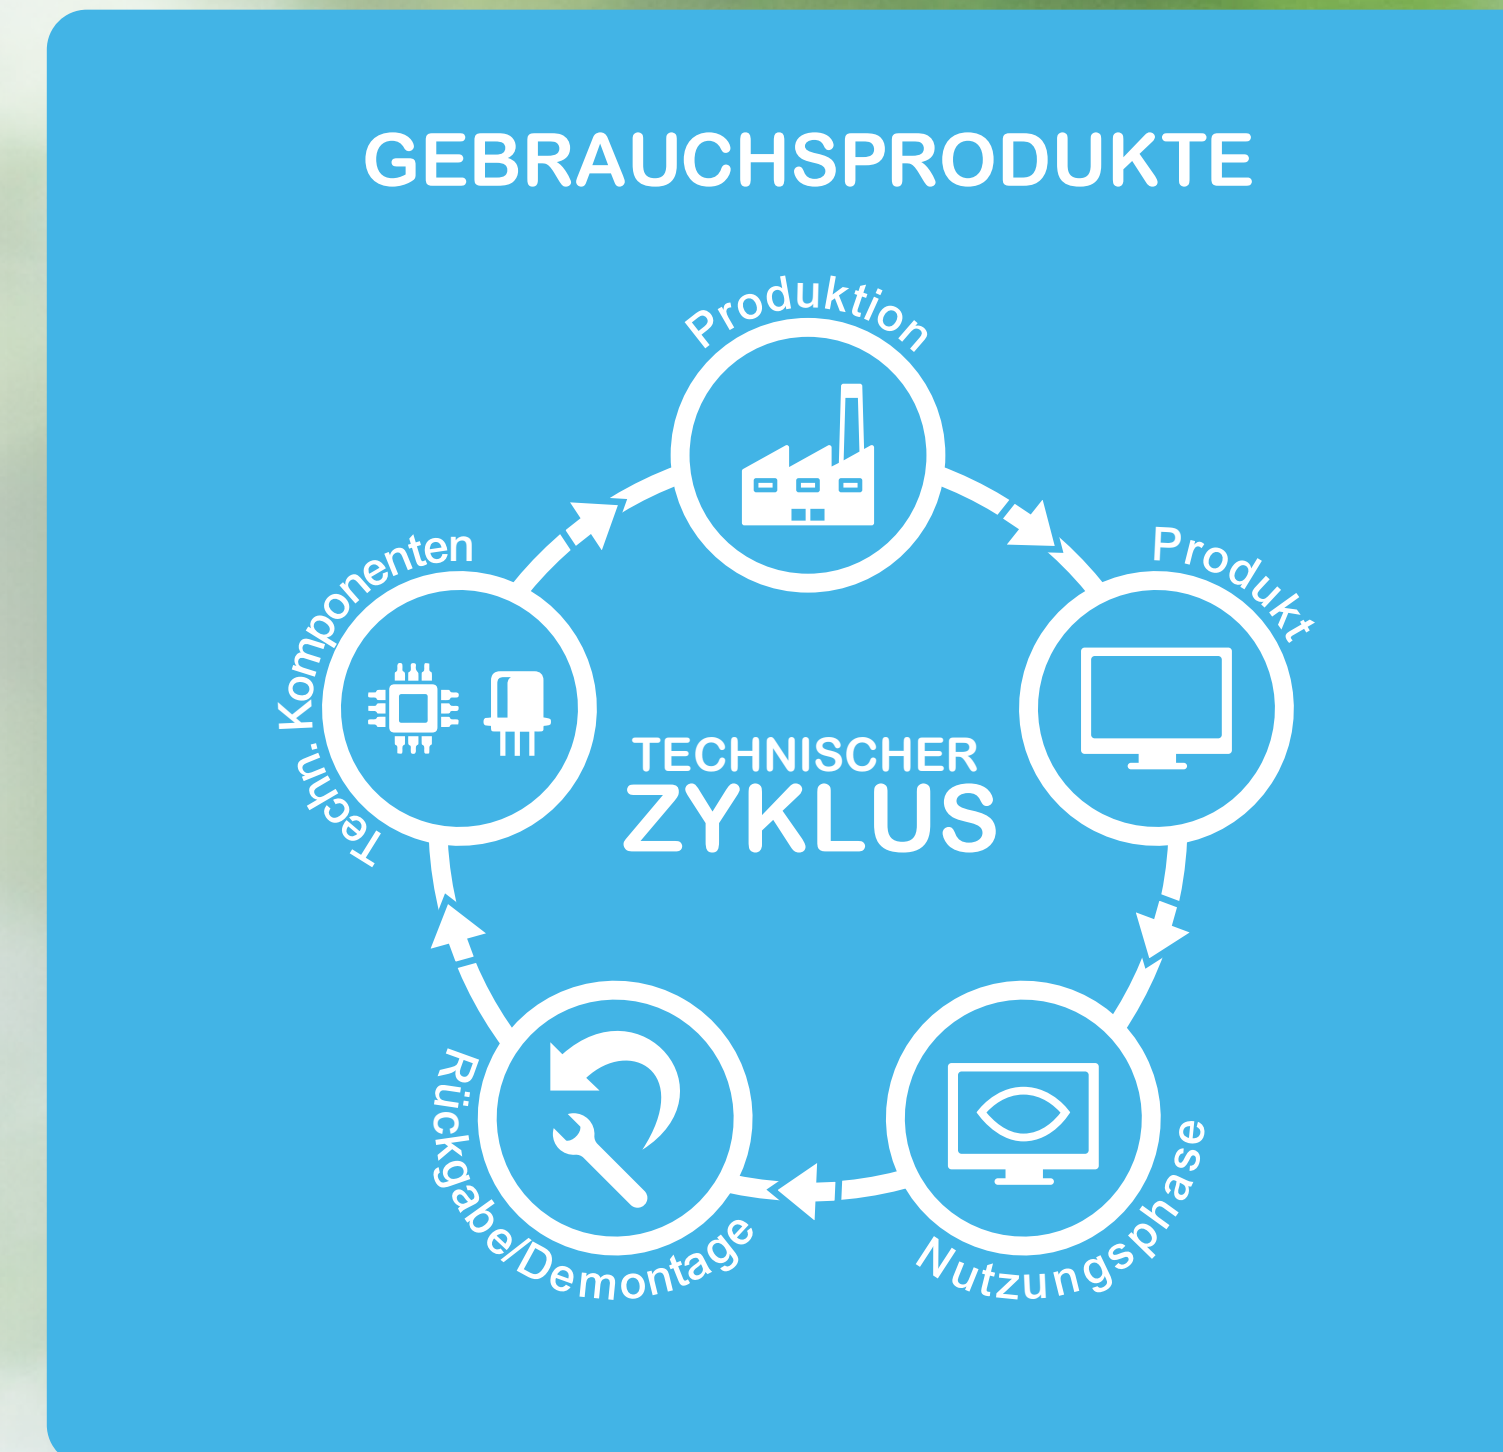 GEBRAUCHSPRODUKTE
Produktion
Produkt
Techn. Komponenten
TECHNISCHER
ZYKLUS
Rückgabe/Demontage
Nutzungsphase